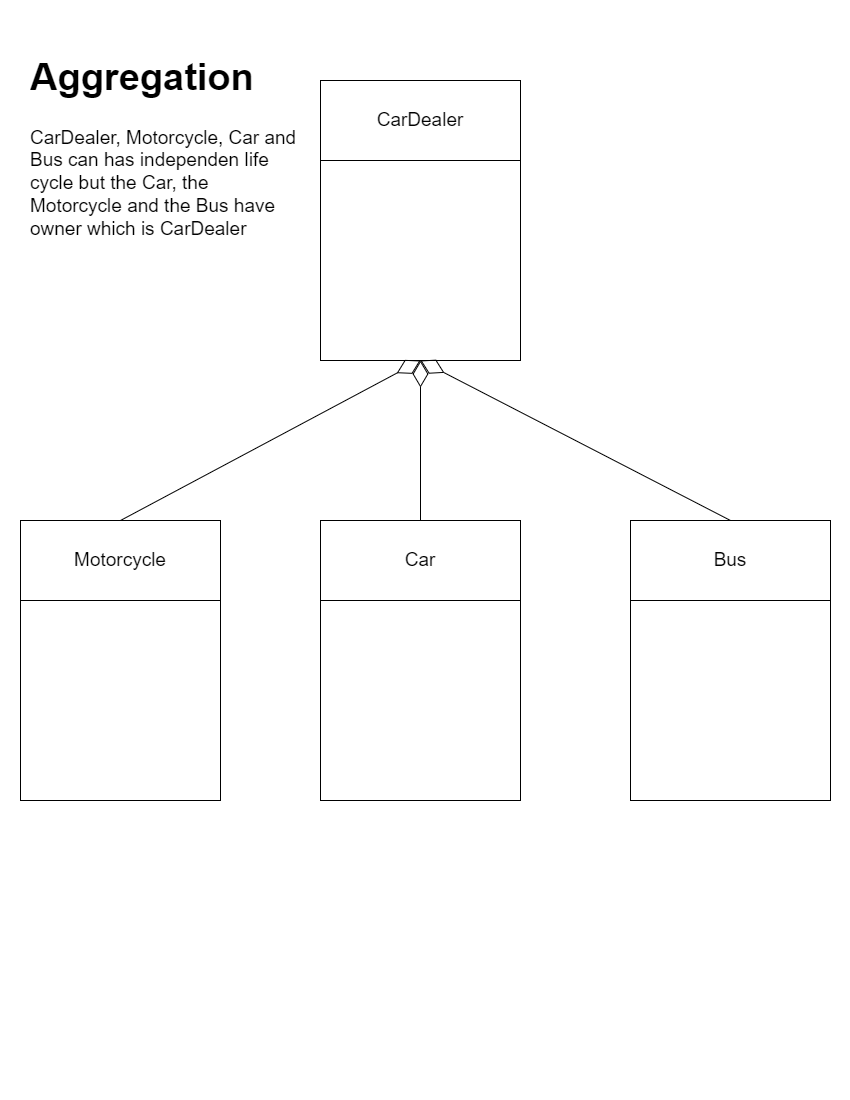 Aggregation
CarDealer, Motorcycle, Car and
Bus can has independen life
cycle but the Car, the
Motorcycle and the Bus have
owner which is CarDealer
CarDealer
Motorcycle
Car
Bus